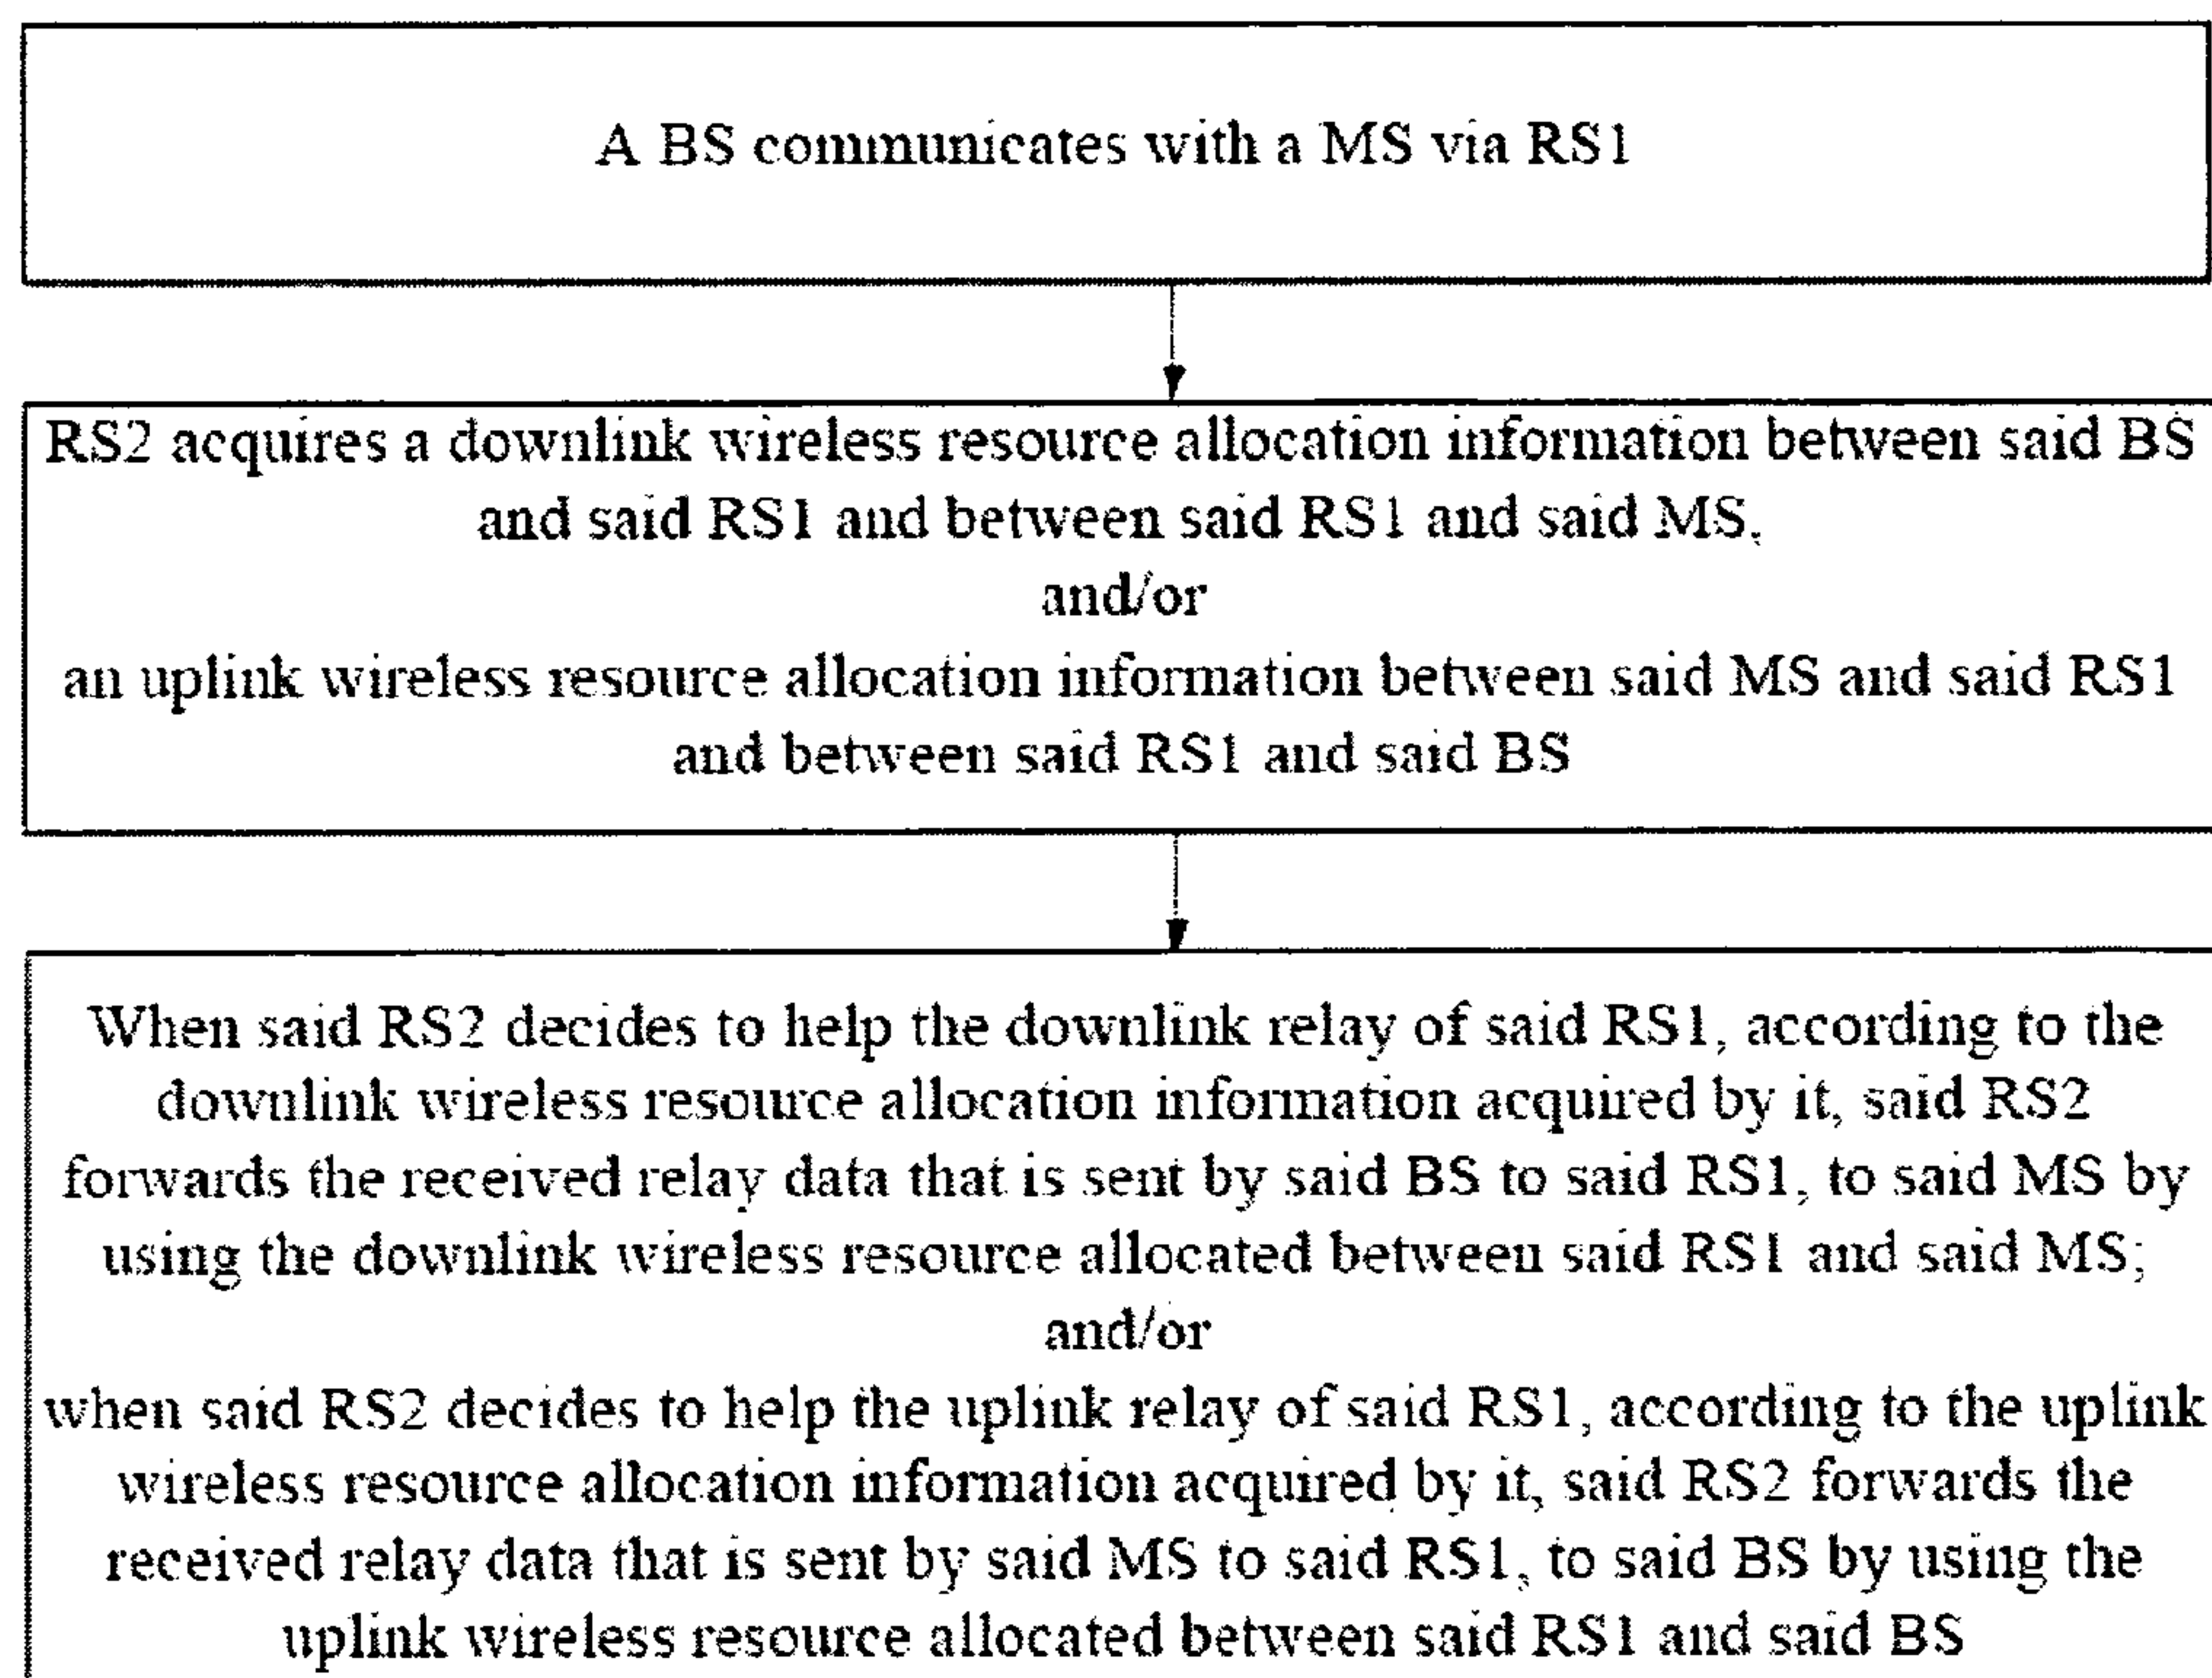 A BS communicates with a MS via RS1
RS2 acquires a downlink wireless resource allocation information between said BS
and said RS1 and between said RS1 and said MS,
and/or
an uplink wireless resource allocation information between said MS and said RS1
and between said RS1 and said BS
When said RS2 decides to help the downlink relay of said RS1, according to the
downlink wireless resource allocation information acquired by it, said RS2
forwards the received relay data that is sent by said BS to said RS1, to said MS by
using the downlink wireless resource allocated between said RS1 and said MS;
and/or
when said RS2 decides to help the uplink relay of said RS1, according to the uplink
wireless resource allocation information acquired by it, said RS2 forwards the
received relay data that is sent by said MS to said RS1, to said BS by using the
uplink wireless resource allocated between said RS1 and said BS